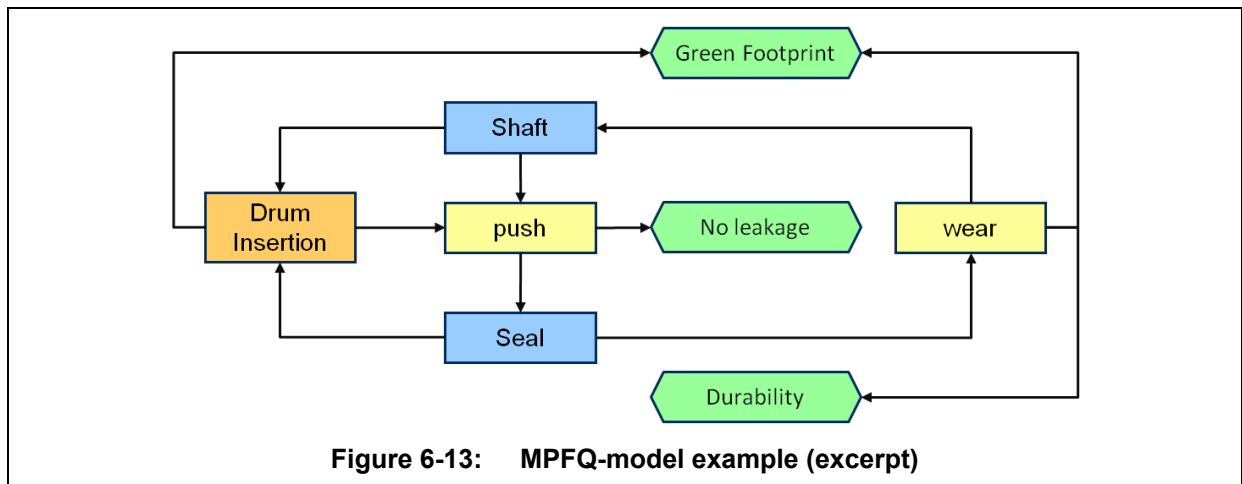 Green Footprint
Shaft
Drum
Insertion
push
No leakage
wear
Seal
Durability
Figure 6-13: MPFQ-model example (excerpt)